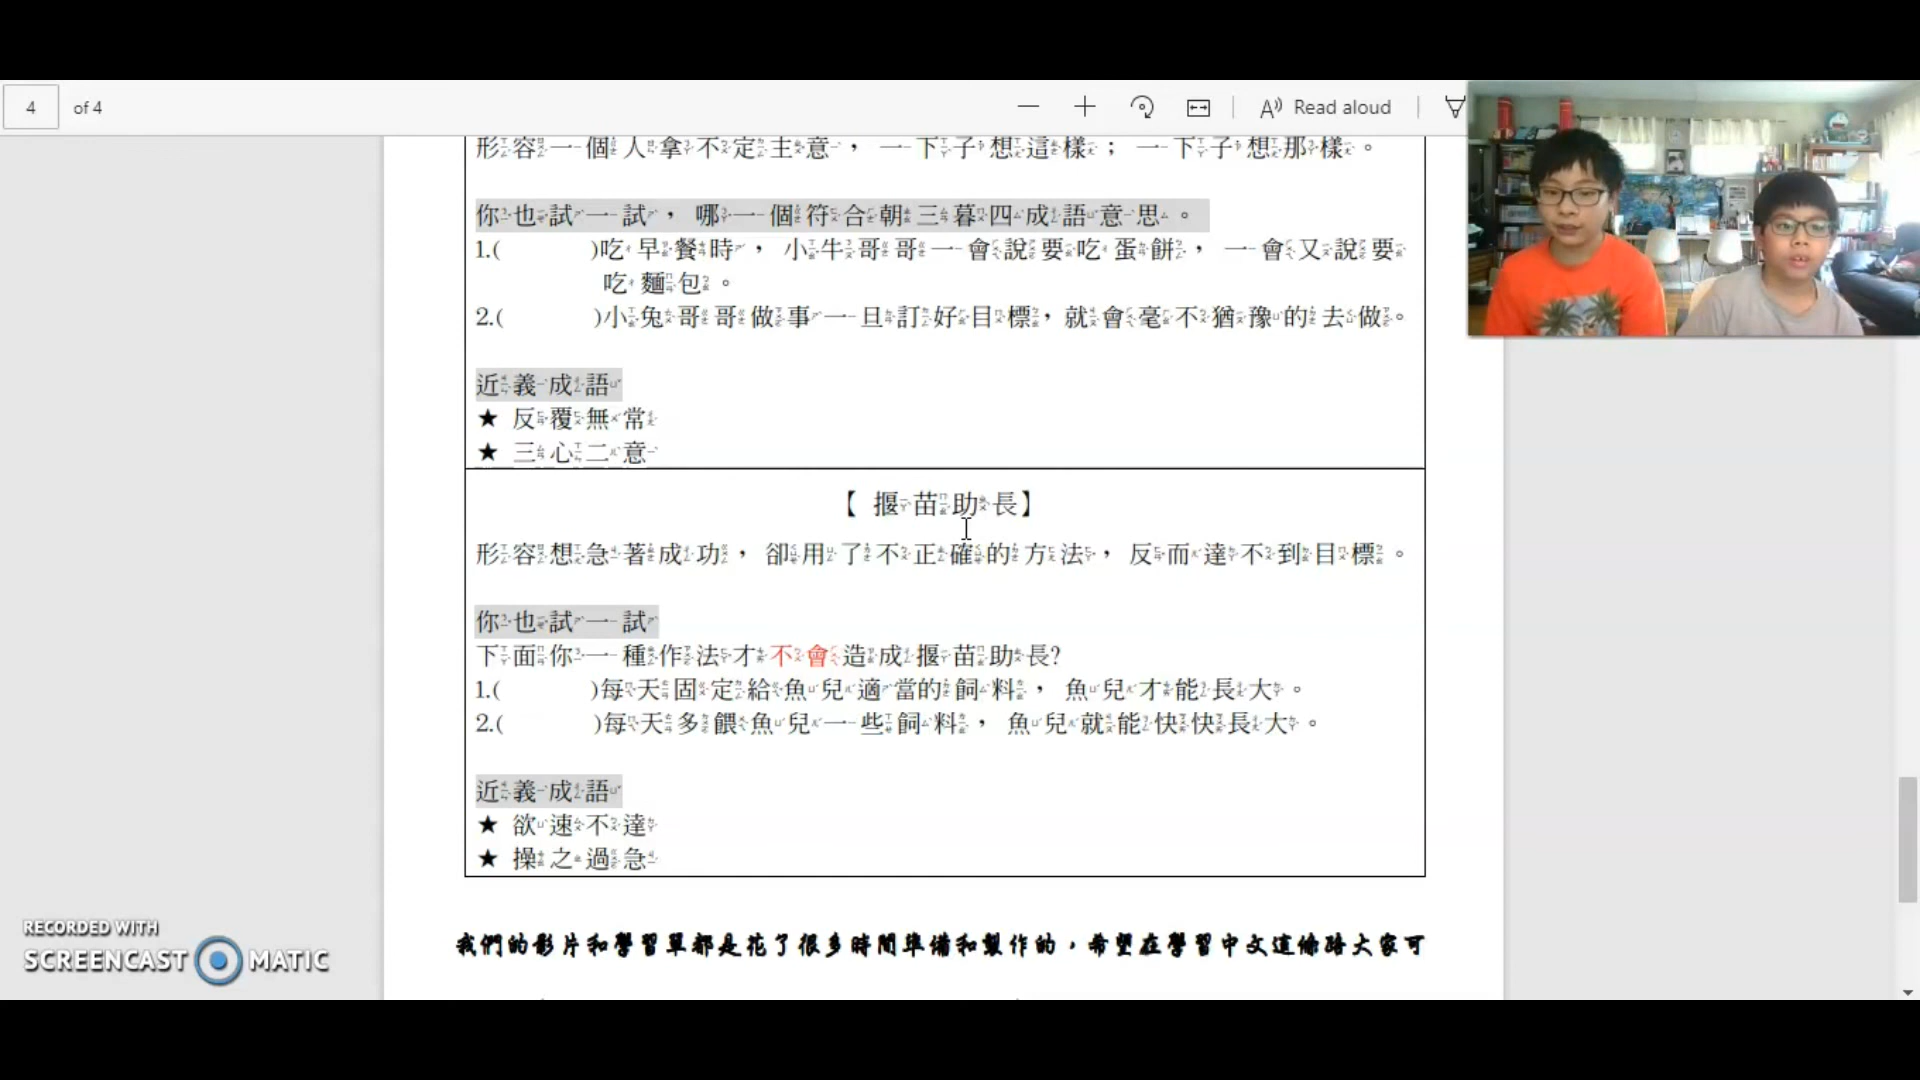 4 of 4 Read aloud
形容一個人拿不定主意，一下子想這樣；一下子想那樣。
你也試一試，哪一個符合朝三暮四成語意思。
1.( )吃早餐時，小牛哥哥一會說要吃蛋餅，一會又說要
吃麵包。
2.( )小兔哥哥做事一旦訂好目標，就會毫不猶豫的去做。
近義成語
★ 反覆無常
★ 三心二意
【揠苗助長】
形容想急著成功，卻用了不正確的方法，反而達不到目標。
你也試一試
下面你一種作法才不會造成揠苗助長?
1.( )每天固定給魚兒適當的飼料，魚兒才能長大。
2.( )每天多餵魚兒一些飼料，魚兒就能快快長大。
近義成語
★ 欲速不達
★ 操之過急
我們的影片和學習單都是花了很多時間準備和製作的，希望在學習中文這條路大家可
RECORDED WITH
SCREENCAST MATIC